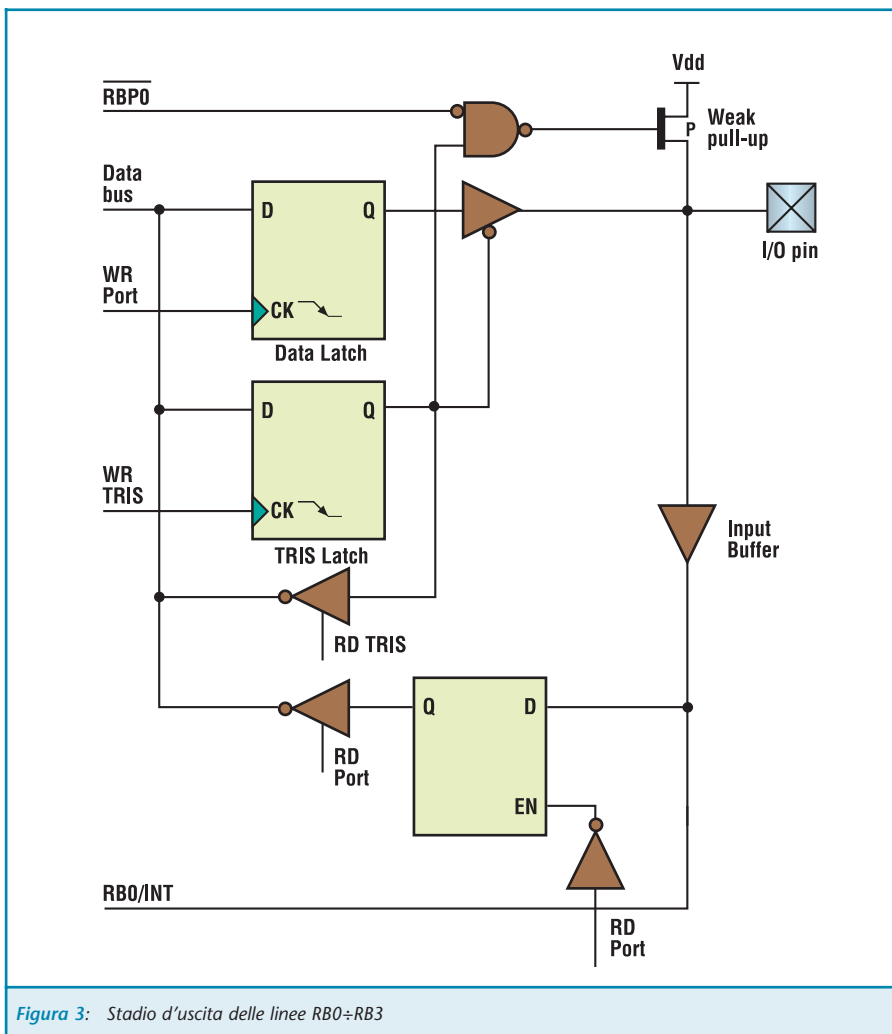 Vdd
RBP0
P
Weak
pull-up
Data
bus
D
Q
I/O pin
WR
Port
CK
Data Latch
D
Q
WR
TRIS
CK
TRIS Latch
Input
Buffer
RD TRIS
Q
D
RD
Port
EN
RB0/INT
RD
Port
Figura 3: Stadio d'uscita delle linee RB0÷RB3